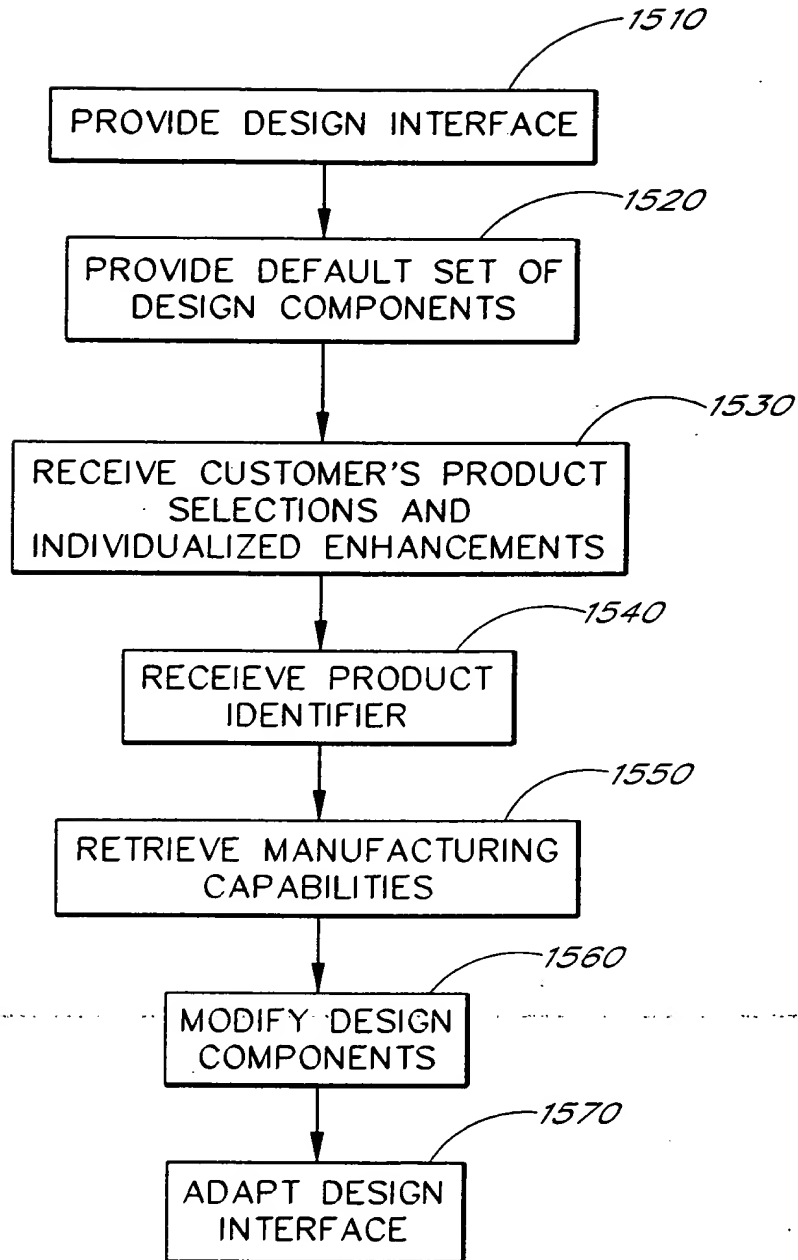 1510
PROVIDE DESIGN INTERFACE
1520
PROVIDE DEFAULT SET OF
DESIGN COMPONENTS
1530
RECEIVE CUSTOMER'S PRODUCT
SELECTIONS AND
INDIVIDUALIZED ENHANCEMENTS
1540
RECEIEVE PRODUCT
IDENTIFIER
1550
RETRIEVE MANUFACTURING
CAPABILITIES
1560
MODIFY DESIGN
COMPONENTS
1570
ADAPT DESIGN
INTERFACE